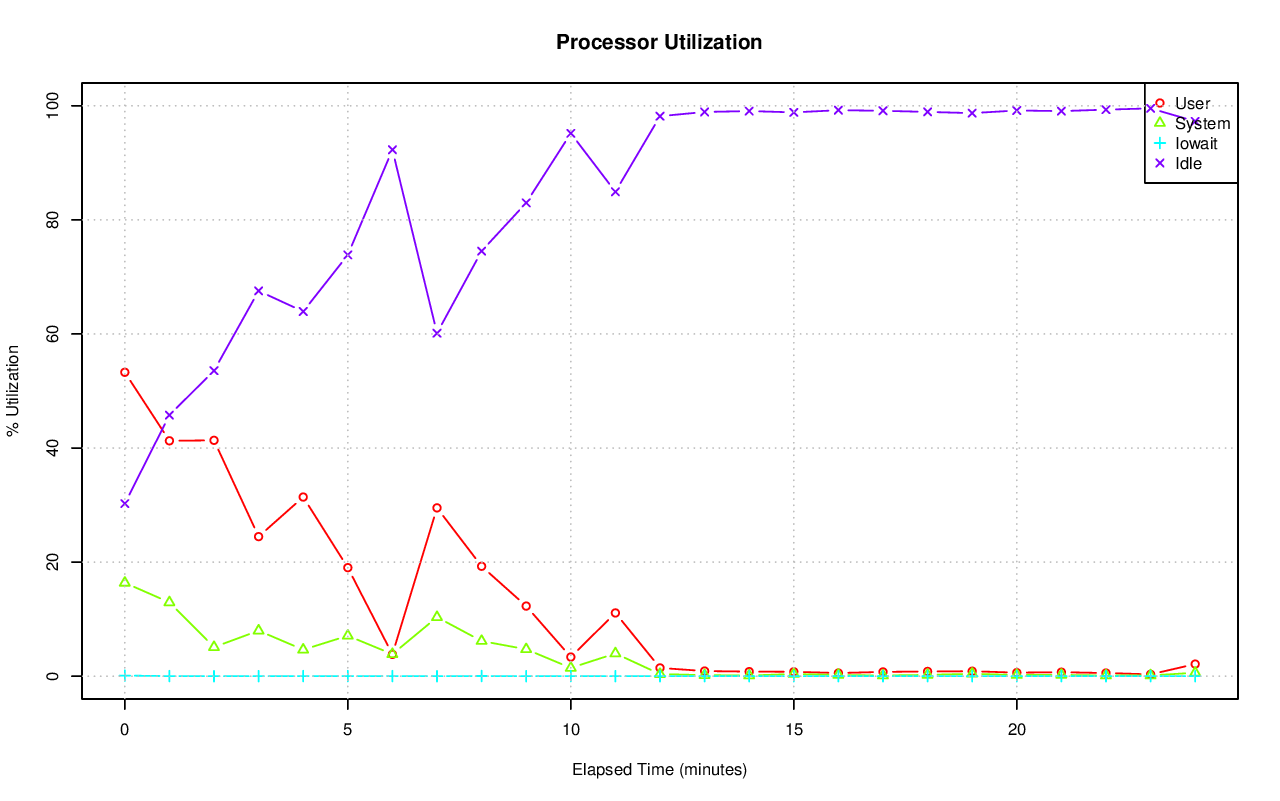 Processor Utilization
% Utilization
100
80
60
40
20
0
User
System
Iowait
Idle
0 5 10 15 20
Elapsed Time (minutes)